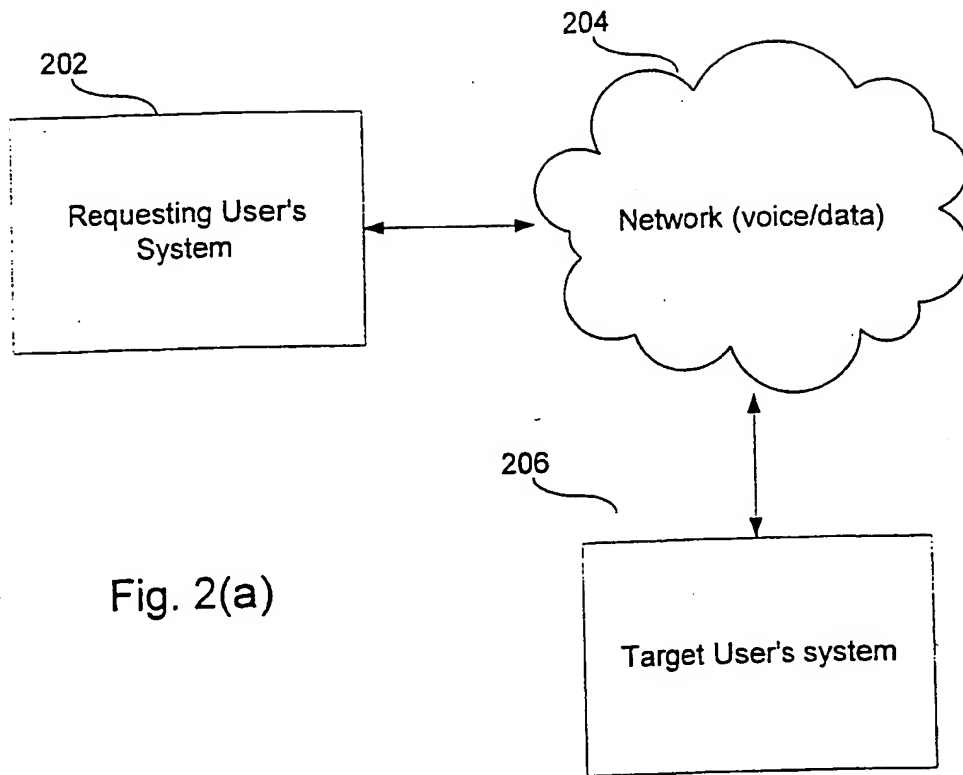 202
204
Requesting User's
System
Network (voice/data)
206
Fig. 2(a)
Target User's system